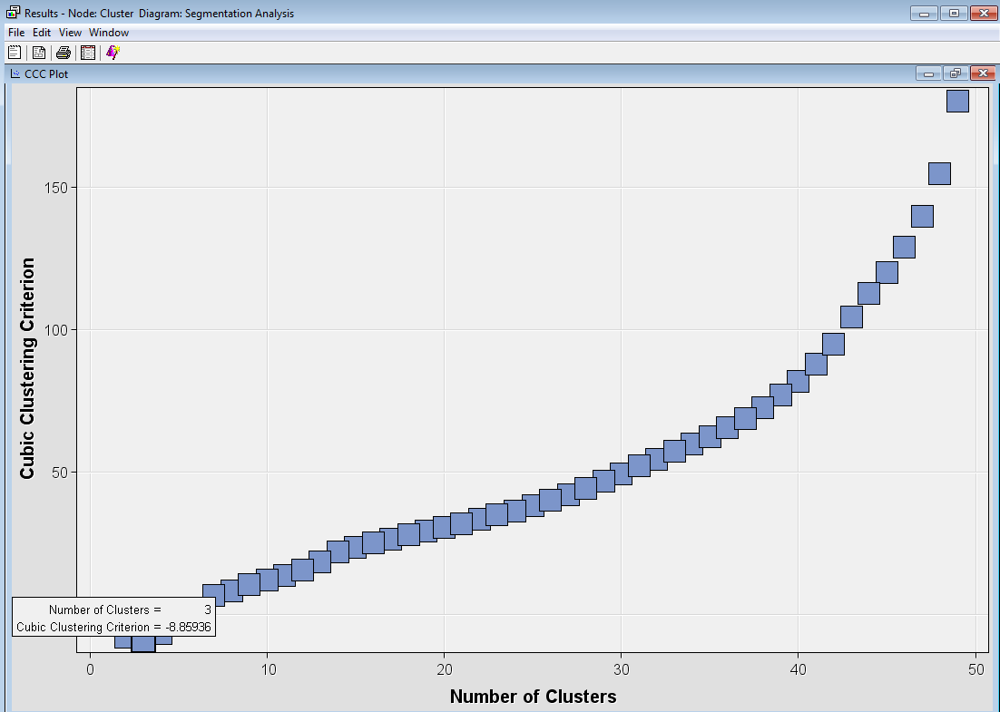 Results - Node: Cluster Diagram: Segmentation Analysis
File Edit View Window
CCC Plot
150
100
50
Cubic Clustering Criterion
Number of Clusters = 3
Cubic Clustering Criterion = -8.85936
0 10 20 30 40 50
Number of Clusters